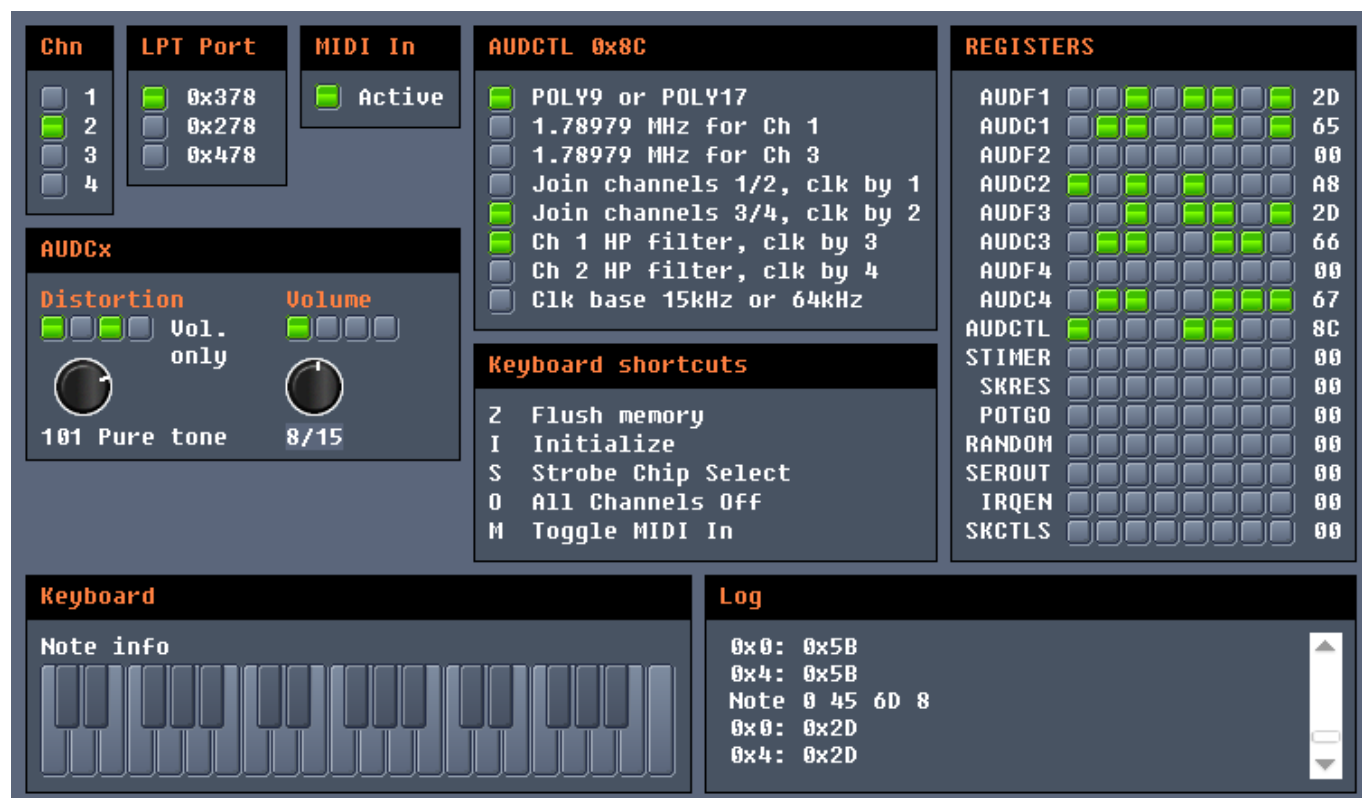 Chn
1
2
3
4
LPT Port
0x378
0x278
0x478
MIDI In
Active
AUDCx
Distortion
Volume
Vol.
only
101 Pure tone
8/15
AUDCTL 0x8C
POLY9 or POLY17
1.78979 MHz for Ch 1
1.78979 MHz for Ch 3
Join channels 1/2, clk by 1
Join channels 3/4, clk by 2
Ch 1 HP filter, clk by 3
Ch 2 HP filter, clk by 4
Clk base 15kHz or 64kHz
Keyboard shortcuts
Z Flush memory
I Initialize
S Strobe Chip Select
O All Channels Off
M Toggle MIDI In
REGISTERS
AUDF1 2D
AUDC1 65
AUDF2 00
AUDC2 A8
AUDF3 2D
AUDC3 66
AUDF4 00
AUDC4 67
AUDCTL 8C
STIMER 00
SKRES 00
POTGO 00
RANDOM 00
SEROUT 00
IRQEN 00
SKCTLS 00
Keyboard
Note info
Log
0x0: 0x5B
0x4: 0x5B
Note 0 45 6D 8
0x0: 0x2D
0x4: 0x2D